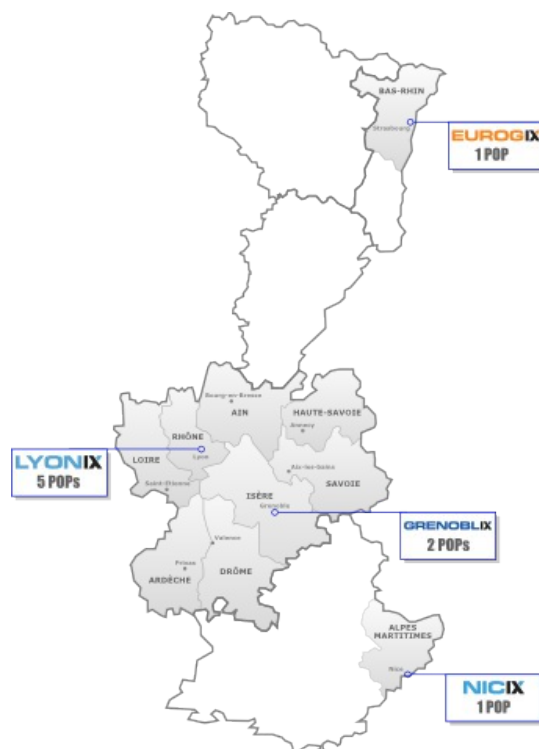 BAS-RHIN
Strasbourg
EUROGIX
1 POP
Bourg-en-Bresse
AIN
HAUTE-SAVOIE
Annecy
RHÔNE
Lyon
LYONIX
5 POPs
LOIRE
Saint-Etienne
Aix-les-Bains
SAVOIE
ISÈRE
Grenoble
GRENOBLIX
2 POPs
Valence
Privas
ARDÈCHE
DRÔME
ALPES
MARTITIMES
Nice
NICIX
1 POP